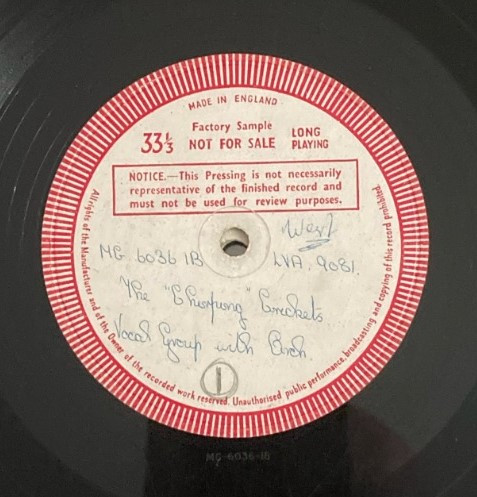 MADE IN ENGLAND
Factory Sample
33⅓ NOT FOR SALE LONG PLAYING
NOTICE.—This Pressing is not necessarily
representative of the finished record and
must not be used for review purposes.
West
MG 6036 1B LVA. 9081.
The "Chirping" Crickets
Vocal Group with Orch.
1
All rights of the Manufacturer and of the Owner of the recorded work reserved. Unauthorised public performance, broadcasting and copying of this record prohibited.
MG-6036-1B